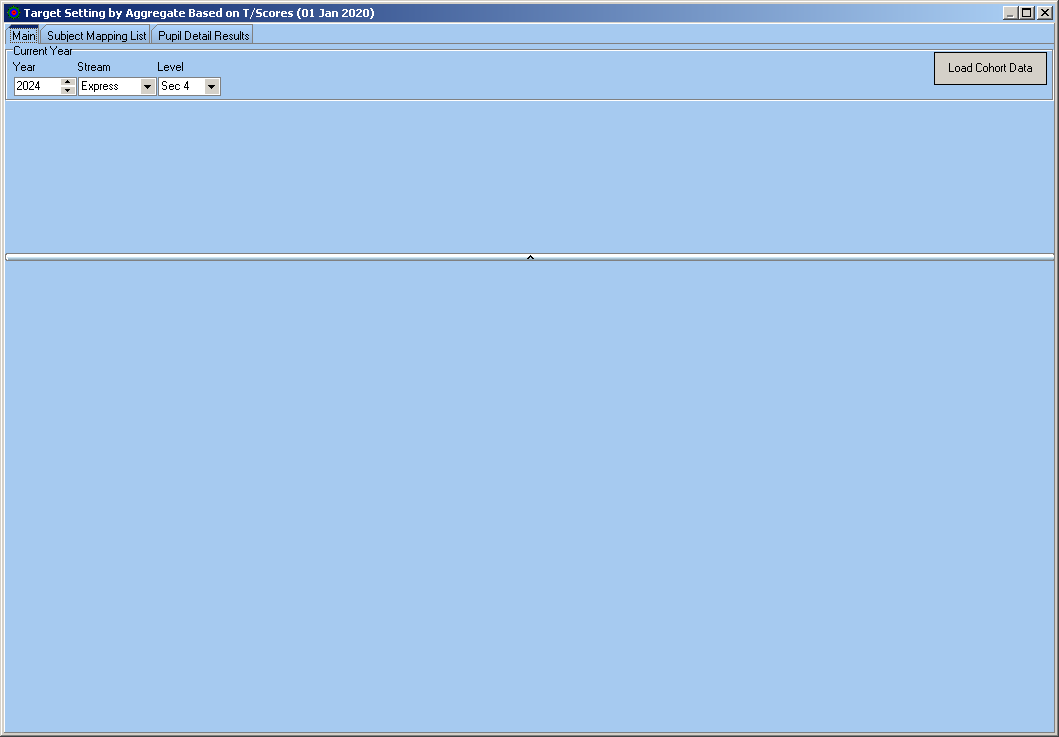 Target Setting by Aggregate Based on T/Scores (01 Jan 2020)
Main Subject Mapping List Pupil Detail Results
Current Year
Year Stream Level
2024 Express Sec 4
Load Cohort Data